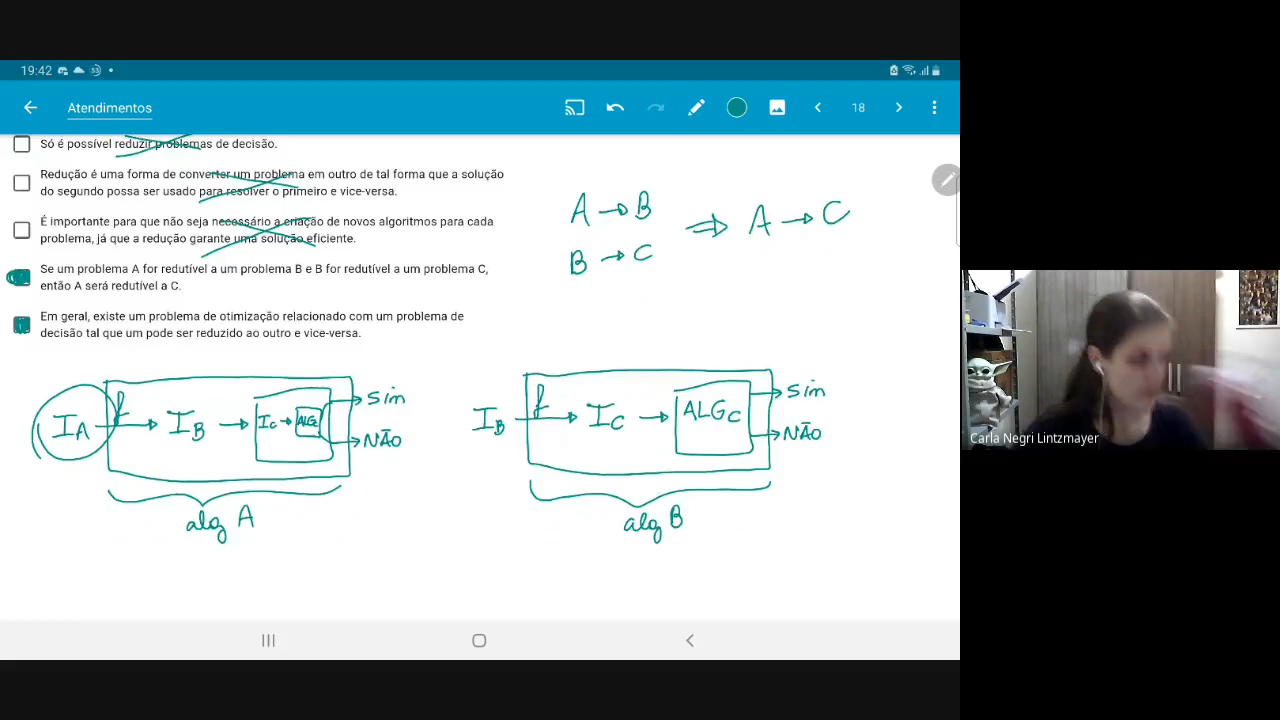 19:42
Atendimentos
18
Só é possível reduzir problemas de decisão.
Redução é uma forma de converter um problema em outro de tal forma que a solução
do segundo possa ser usado para resolver o primeiro e vice-versa.
É importante para que não seja necessário a criação de novos algoritmos para cada
problema, já que a redução garante uma solução eficiente.
Se um problema A for redutível a um problema B e B for redutível a um problema C,
então A será redutível a C.
Em geral, existe um problema de otimização relacionado com um problema de
decisão tal que um pode ser reduzido ao outro e vice-versa.
A → B
B → C
⇒ A → C
I_A f → I_B → I_C → ALG_C
Sim
NÃO
alg A
I_B f → I_C → ALG_C
Sim
NÃO
alg B
Carla Negri Lintzmayer